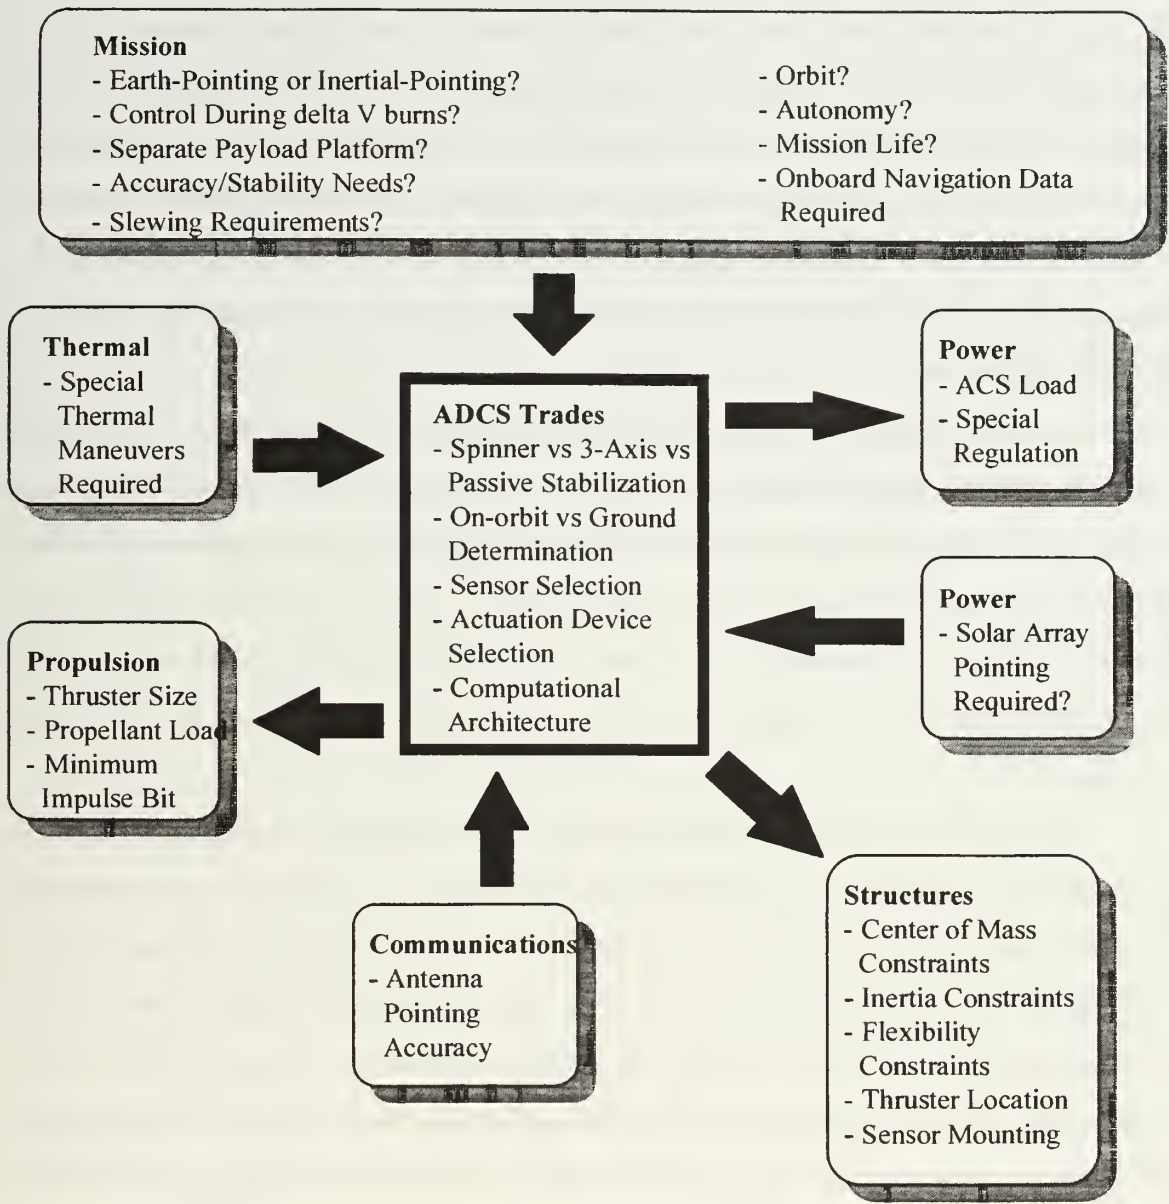 Mission
- Earth-Pointing or Inertial-Pointing?
- Control During delta V burns?
- Separate Payload Platform?
- Accuracy/Stability Needs?
- Slewing Requirements?
- Orbit?
- Autonomy?
- Mission Life?
- Onboard Navigation Data
Required
Thermal
- Special
Thermal
Maneuvers
Required
ADCS Trades
- Spinner vs 3-Axis vs
Passive Stabilization
- On-orbit vs Ground
Determination
- Sensor Selection
- Actuation Device
Selection
- Computational
Architecture
Power
- ACS Load
- Special
Regulation
Power
- Solar Array
Pointing
Required?
Propulsion
- Thruster Size
- Propellant Load
- Minimum
Impulse Bit
Communications
- Antenna
Pointing
Accuracy
Structures
- Center of Mass
Constraints
- Inertia Constraints
- Flexibility
Constraints
- Thruster Location
- Sensor Mounting